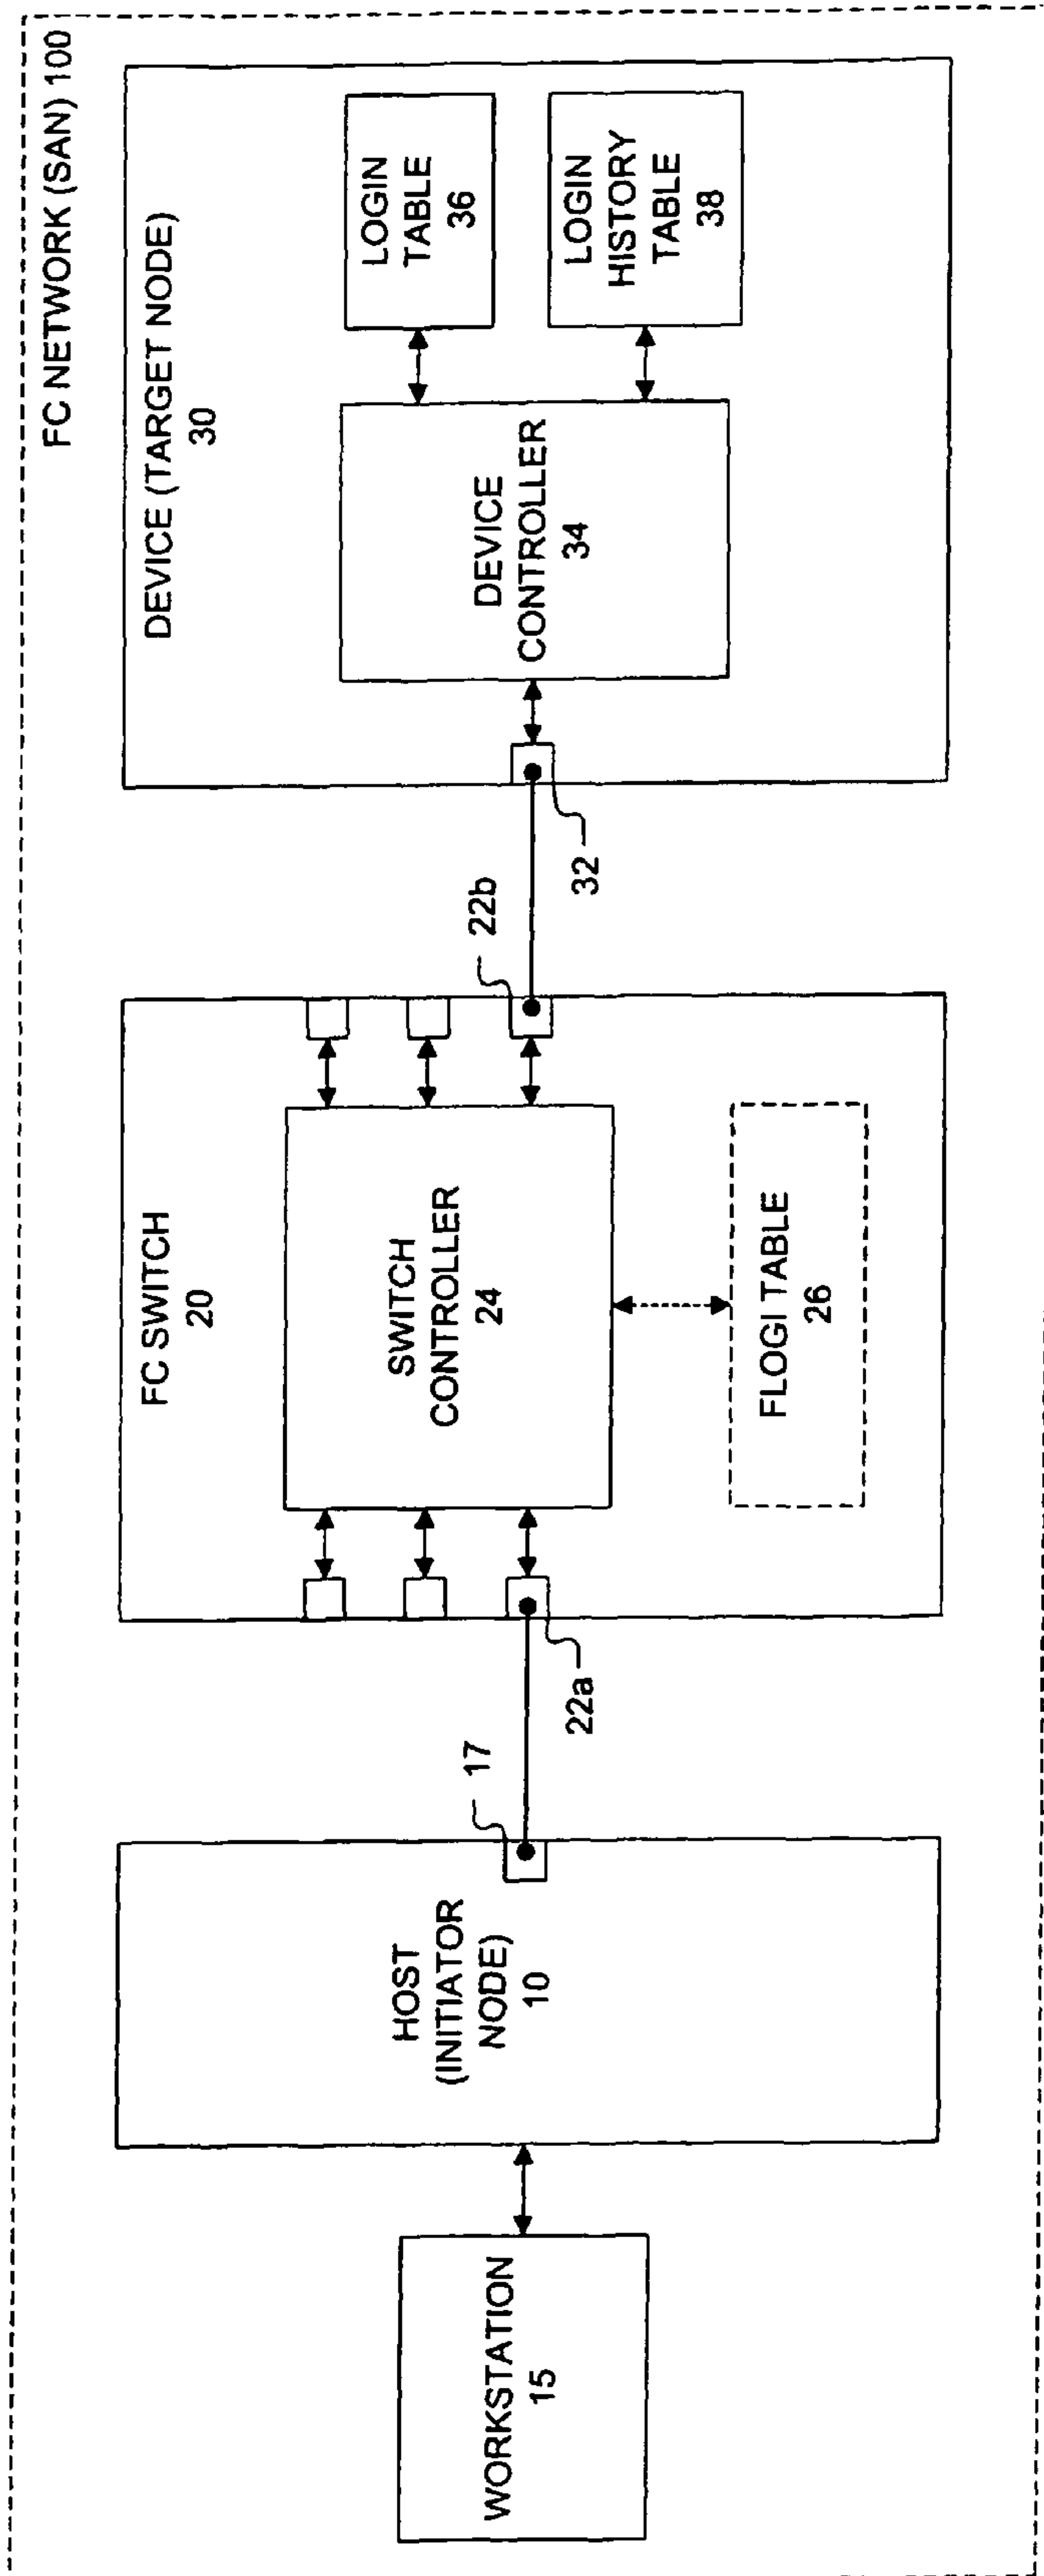 FC NETWORK (SAN) 100
WORKSTATION
15
HOST
(INITIATOR
NODE)
10
17
22a
FC SWITCH
20
SWITCH
CONTROLLER
24
FLOGI TABLE
26
22b
32
DEVICE (TARGET NODE)
30
DEVICE
CONTROLLER
34
LOGIN
TABLE
36
LOGIN
HISTORY
TABLE
38